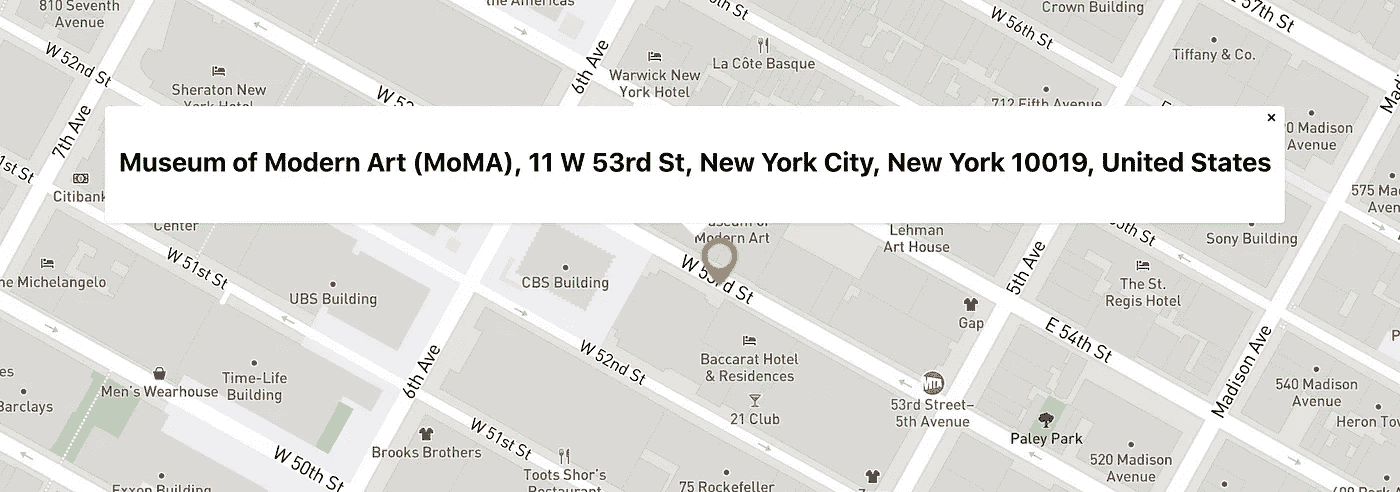 810 Seventh
Avenue
the Americas
W 56th St
Crown Building
57th St
W 52nd St
6th Ave
La Côte Basque
Tiffany & Co.
Sheraton New
York Hotel
Warwick New
York Hotel
712 Fifth Avenue
7th Ave
Museum of Modern Art (MoMA), 11 W 53rd St, New York City, New York 10019, United States
×
Madison
Avenue
Citibank
Center
Modern Art
Lehman
Art House
Sony Building
W 51st St
W 53rd St
5th Ave
Michelangelo
UBS Building
CBS Building
The St.
Regis Hotel
Gap
E 54th St
W 52nd St
Baccarat Hotel
& Residences
6th Ave
Madison Ave
Men's Wearhouse
Time-Life
Building
MTA
53rd Street–
5th Avenue
540 Madison
Avenue
Barclays
21 Club
Paley Park
Brooks Brothers
W 51st St
W 50th St
Toots Shor's
Restaurant
520 Madison
Avenue
Exxon Building
75 Rockefeller